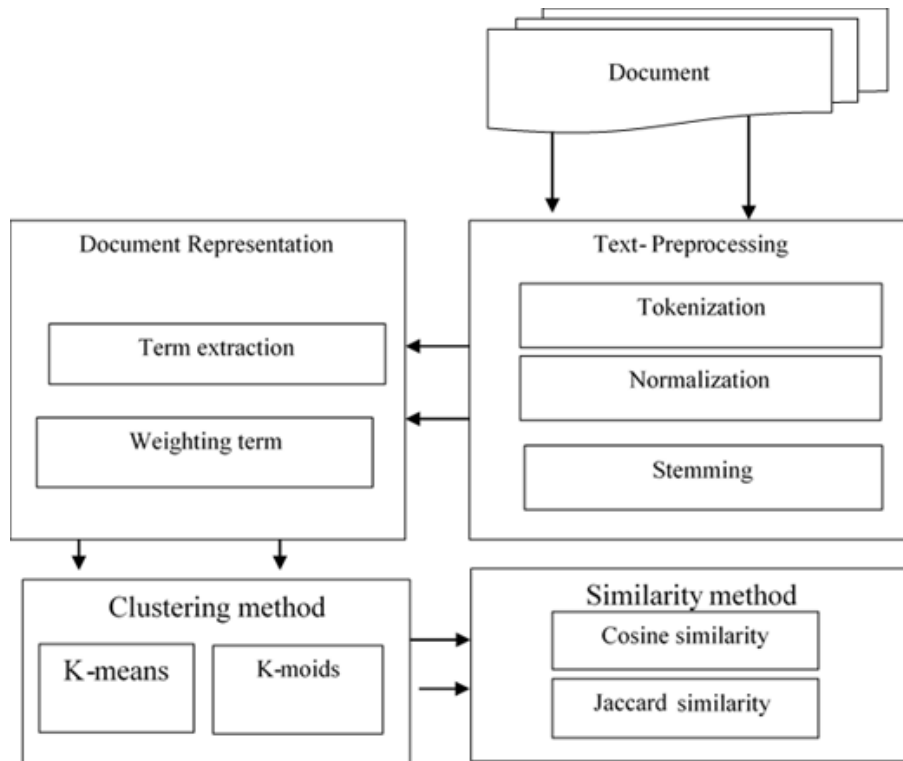 Document
Document Representation
Term extraction
Weighting term
Text- Preprocessing
Tokenization
Normalization
Stemming
Clustering method
K-means
K-moids
Similarity method
Cosine similarity
Jaccard similarity